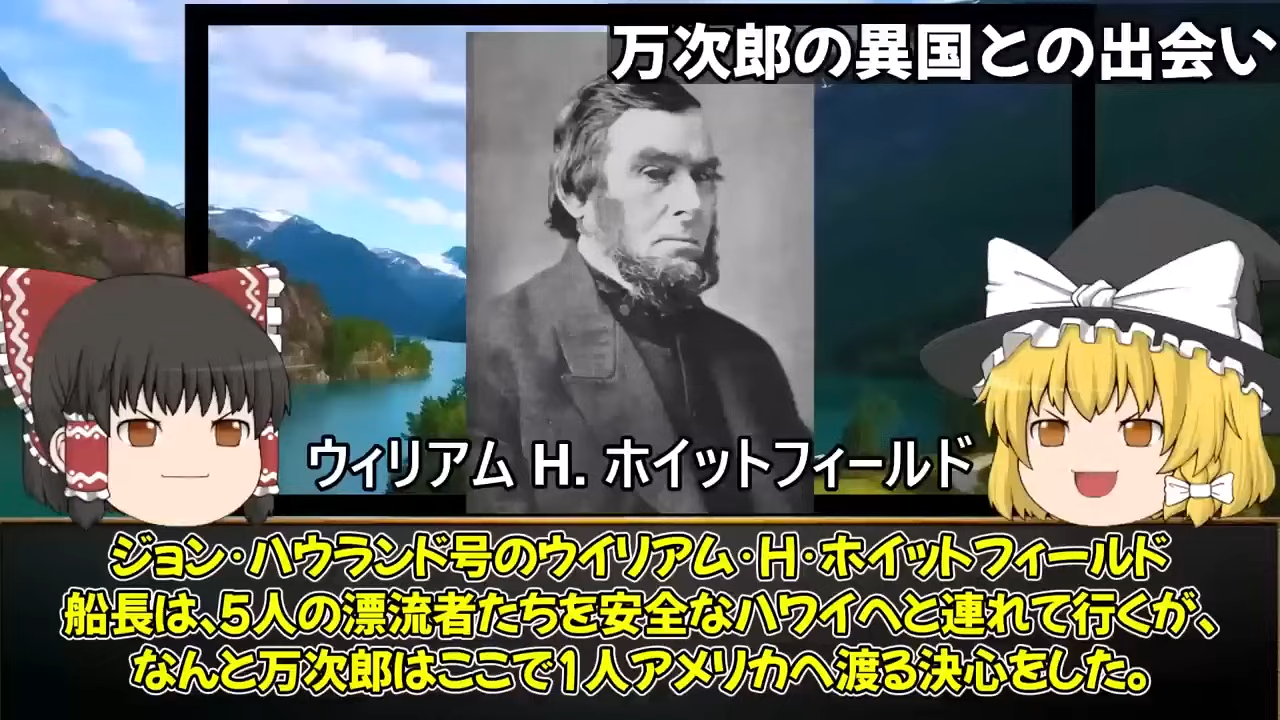 万次郎の異国との出会い
ウィリアム H. ホイットフィールド
ジョン・ハウランド号のウイリアム・H・ホイットフィールド
船長は、5人の漂流者たちを安全なハワイへと連れて行くが、
なんと万次郎はここで1人アメリカへ渡る決心をした。